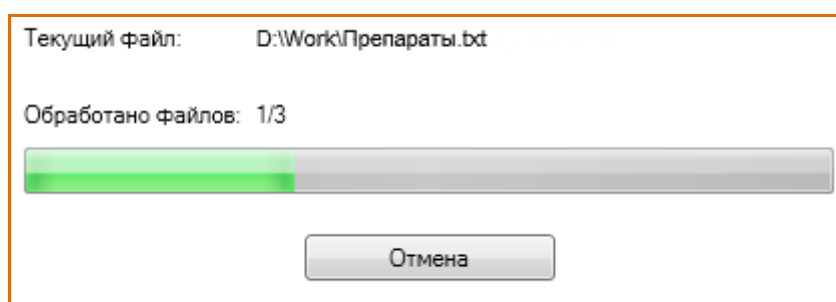 Текущий файл: D:\Work\Препараты.txt
Обработано файлов: 1/3
Отмена